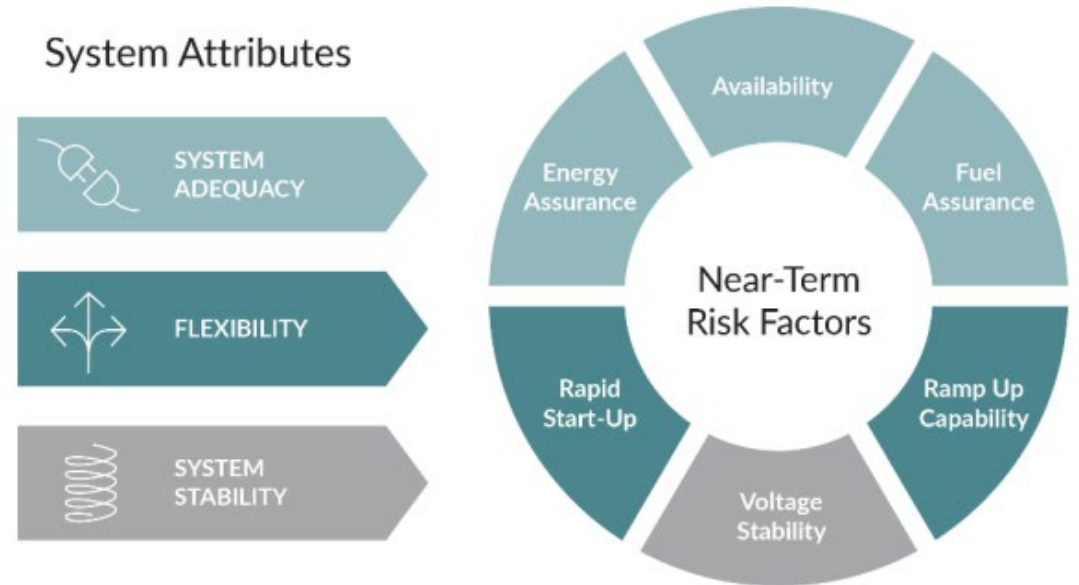 System Attributes
SYSTEM
ADEQUACY
FLEXIBILITY
SYSTEM
STABILITY
Availability
Energy
Assurance
Fuel
Assurance
Near-Term
Risk Factors
Rapid
Start-Up
Ramp Up
Capability
Voltage
Stability